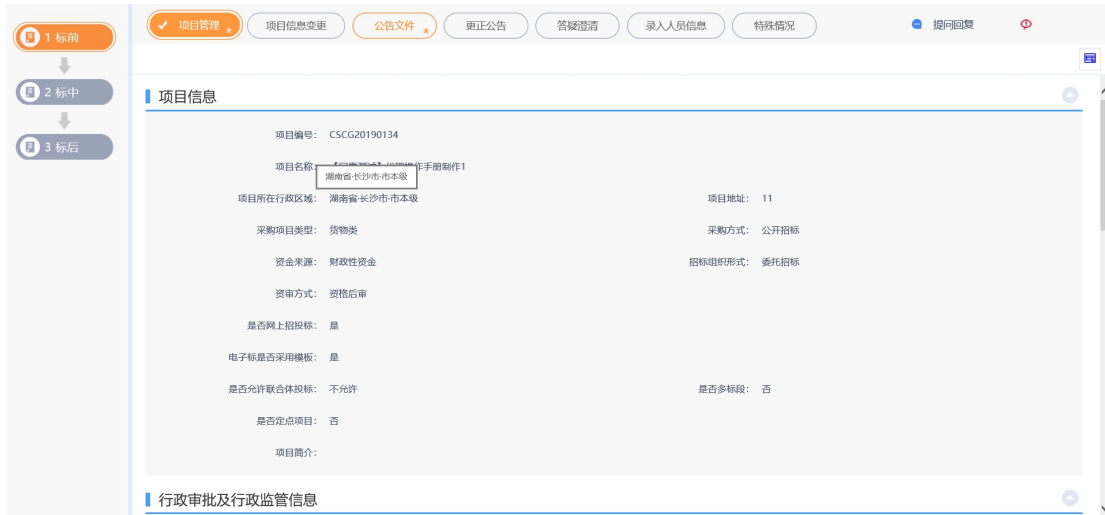 1 标前
2 标中
3 标后
项目管理 *
项目信息变更
公告文件 *
更正公告
答疑澄清
录入人员信息
特殊情况
提问回复
项目信息
项目编号: CSCG20190134
项目名称: 作手册制作1
湖南省·长沙市·市本级
项目所在行政区域: 湖南省·长沙市·市本级 项目地址: 11
采购项目类型: 货物类 采购方式: 公开招标
资金来源: 财政性资金 招标组织形式: 委托招标
资审方式: 资格后审
是否网上招投标: 是
电子标是否采用模板: 是
是否允许联合体投标: 不允许 是否多标段: 否
是否定点项目: 否
项目简介:
行政审批及行政监管信息